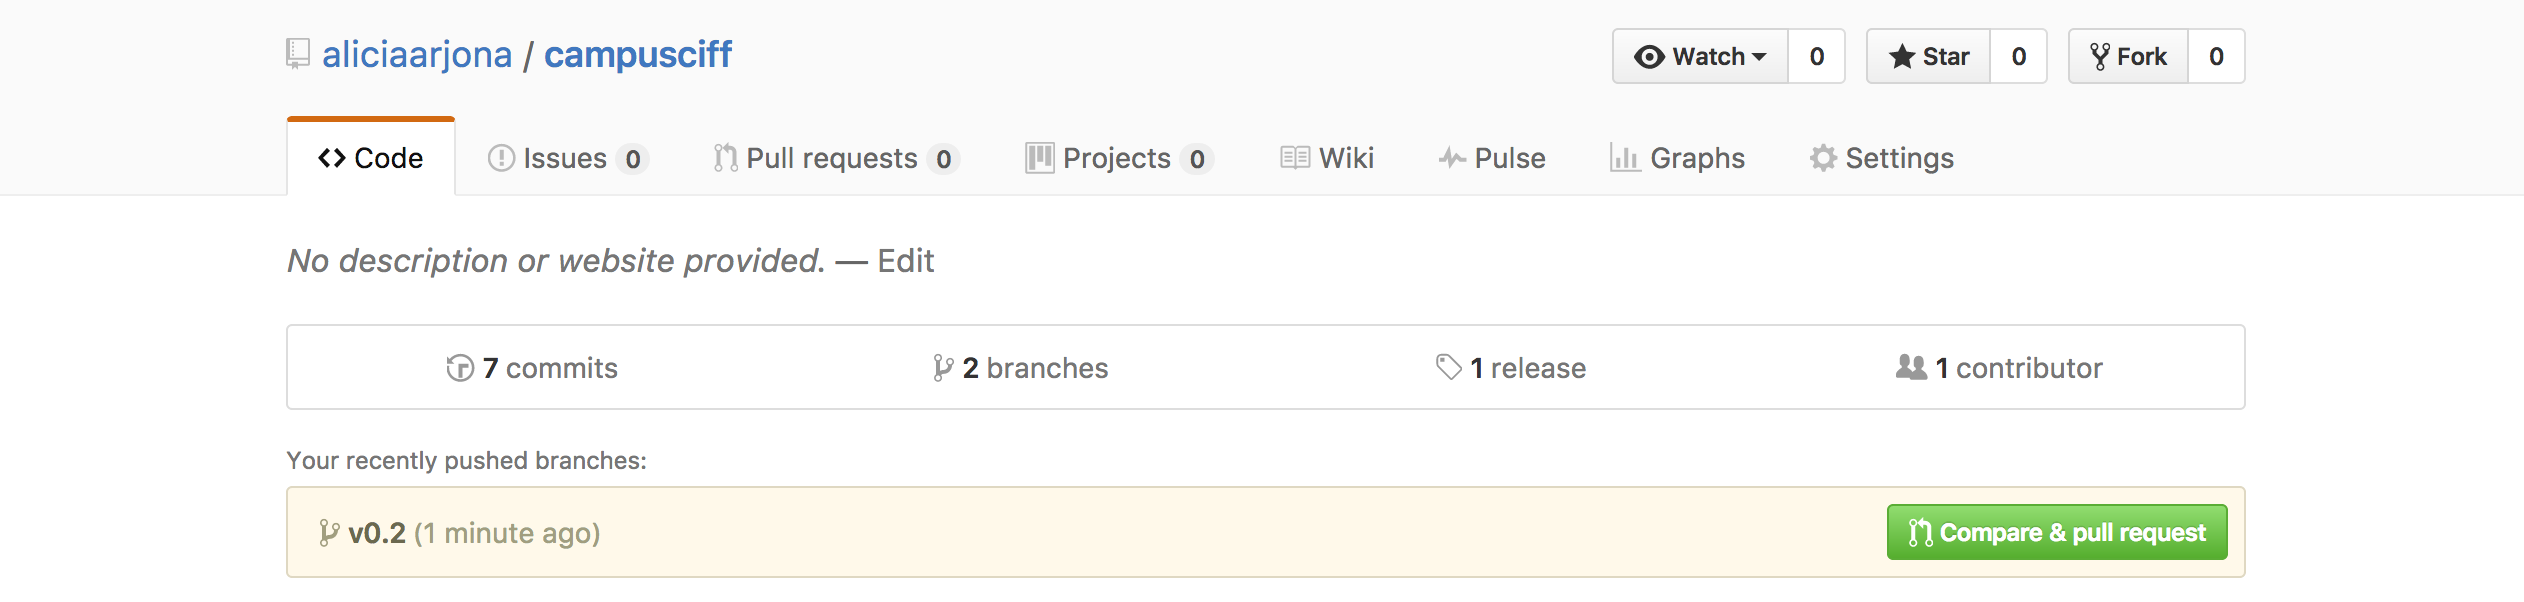 aliciaarjona / campusciff
Watch 0 Star 0 Fork 0
Code Issues 0 Pull requests 0 Projects 0 Wiki Pulse Graphs Settings
No description or website provided. — Edit
7 commits 2 branches 1 release 1 contributor
Your recently pushed branches:
v0.2 (1 minute ago) Compare & pull request